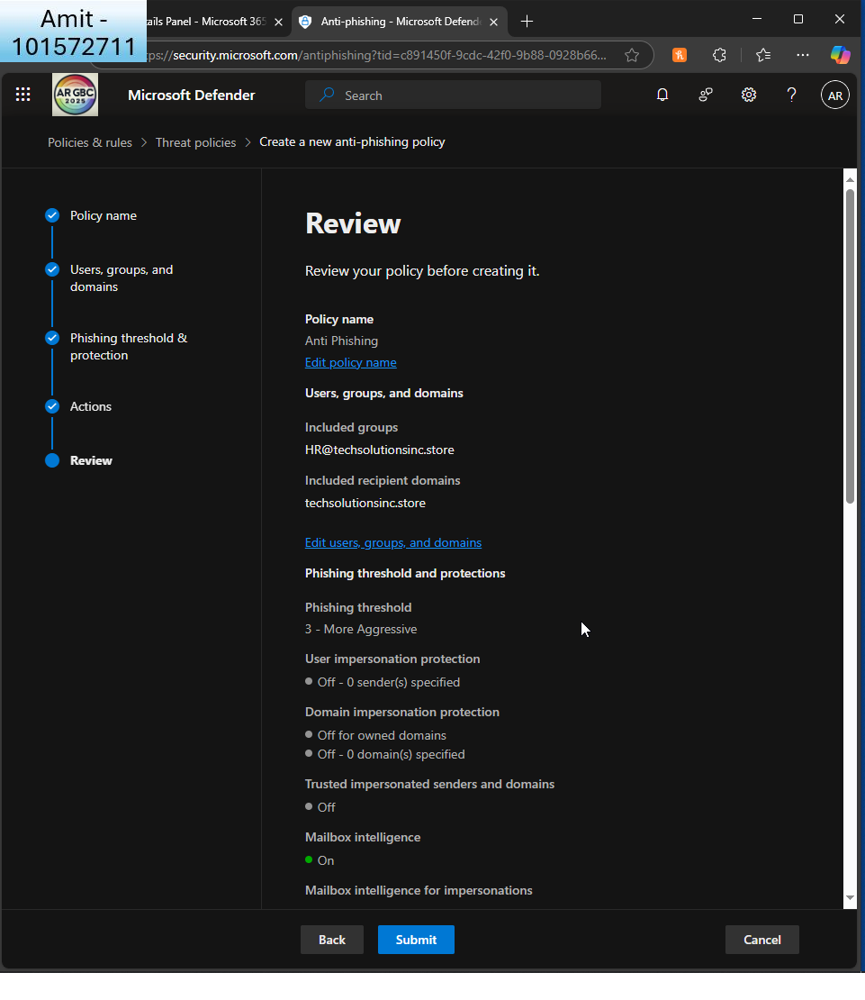 Amit -
101572711
ails Panel - Microsoft 365
Anti-phishing - Microsoft Defende
ps://security.microsoft.com/antiphishing?tid=c891450f-9cdc-42f0-9b88-0928b66...
AR GBC
2025
Microsoft Defender
Search
AR
Policies & rules > Threat policies > Create a new anti-phishing policy
Policy name
Users, groups, and
domains
Phishing threshold &
protection
Actions
Review
Review
Review your policy before creating it.
Policy name
Anti Phishing
Edit policy name
Users, groups, and domains
Included groups
HR@techsolutionsinc.store
Included recipient domains
techsolutionsinc.store
Edit users, groups, and domains
Phishing threshold and protections
Phishing threshold
3 - More Aggressive
User impersonation protection
Off - 0 sender(s) specified
Domain impersonation protection
Off for owned domains
Off - 0 domain(s) specified
Trusted impersonated senders and domains
Off
Mailbox intelligence
On
Mailbox intelligence for impersonations
Back
Submit
Cancel